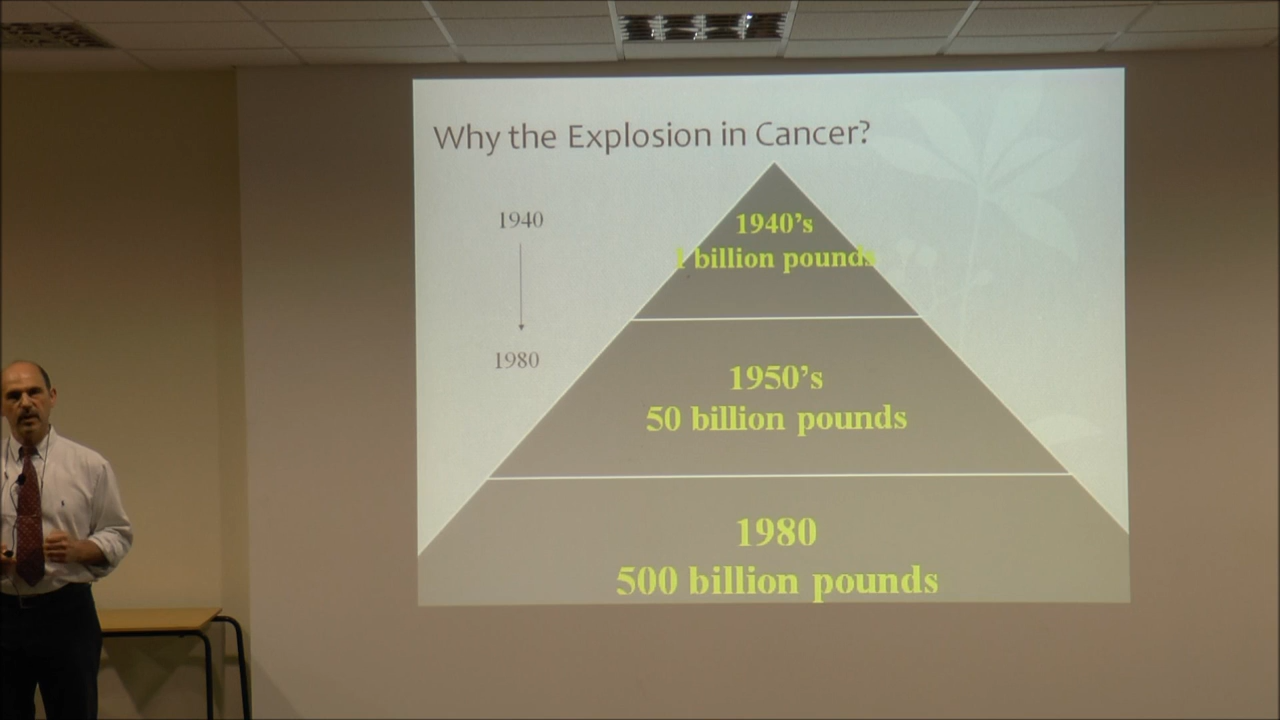 Why the Explosion in Cancer?
1940
1980
1940's
1 billion pounds
1950's
50 billion pounds
1980
500 billion pounds